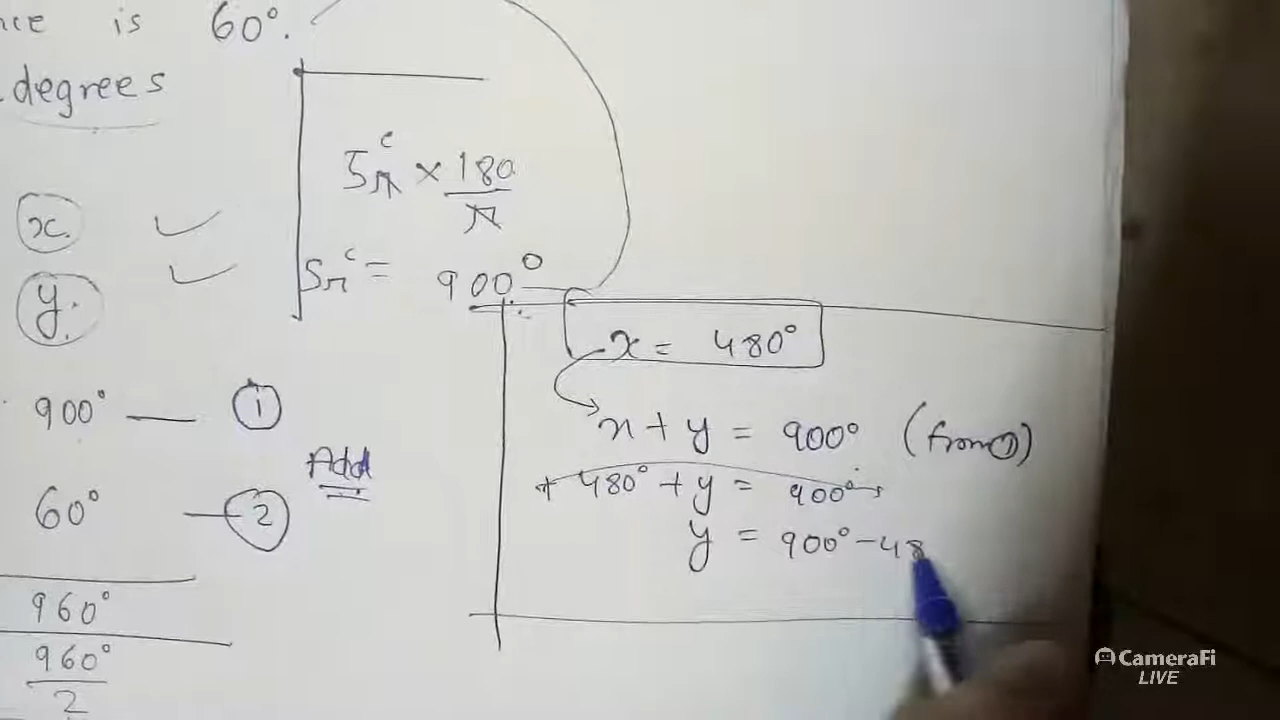 is 60°.
degrees
5π^c × 180/π
5π^c = 900°
x.
y.
900° — ①
60° — ②
Add
960°
960°/2
x = 480°
x + y = 900° (from ①)
+ 480° + y = 900°
y = 900° - 48
CameraFi
LIVE